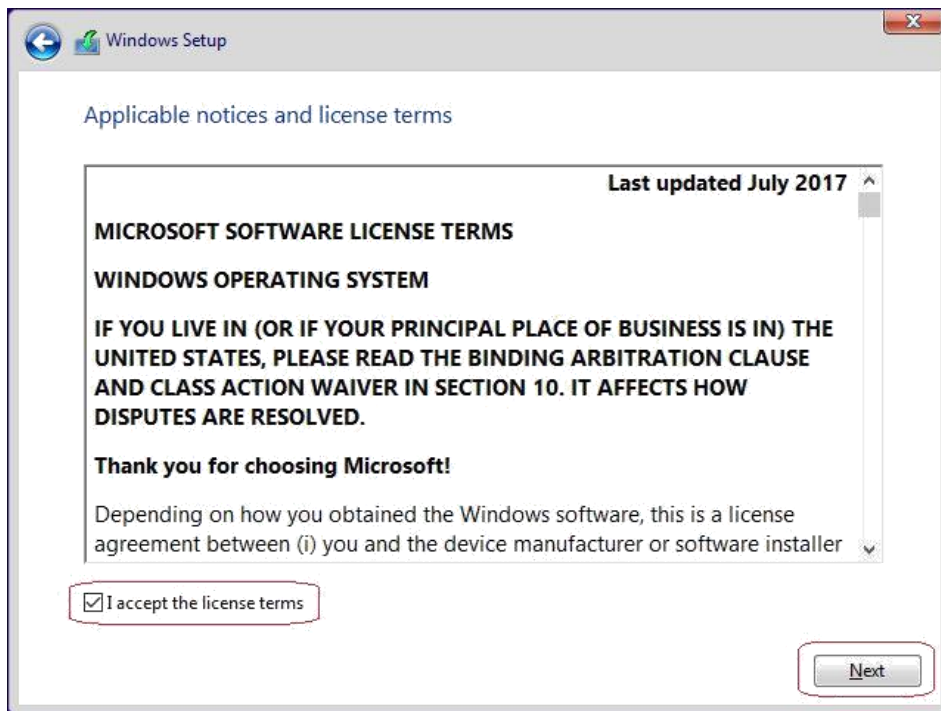 Windows Setup
Applicable notices and license terms
Last updated July 2017
MICROSOFT SOFTWARE LICENSE TERMS
WINDOWS OPERATING SYSTEM
IF YOU LIVE IN (OR IF YOUR PRINCIPAL PLACE OF BUSINESS IS IN) THE
UNITED STATES, PLEASE READ THE BINDING ARBITRATION CLAUSE
AND CLASS ACTION WAIVER IN SECTION 10. IT AFFECTS HOW
DISPUTES ARE RESOLVED.
Thank you for choosing Microsoft!
Depending on how you obtained the Windows software, this is a license
agreement between (i) you and the device manufacturer or software installer
I accept the license terms
Next